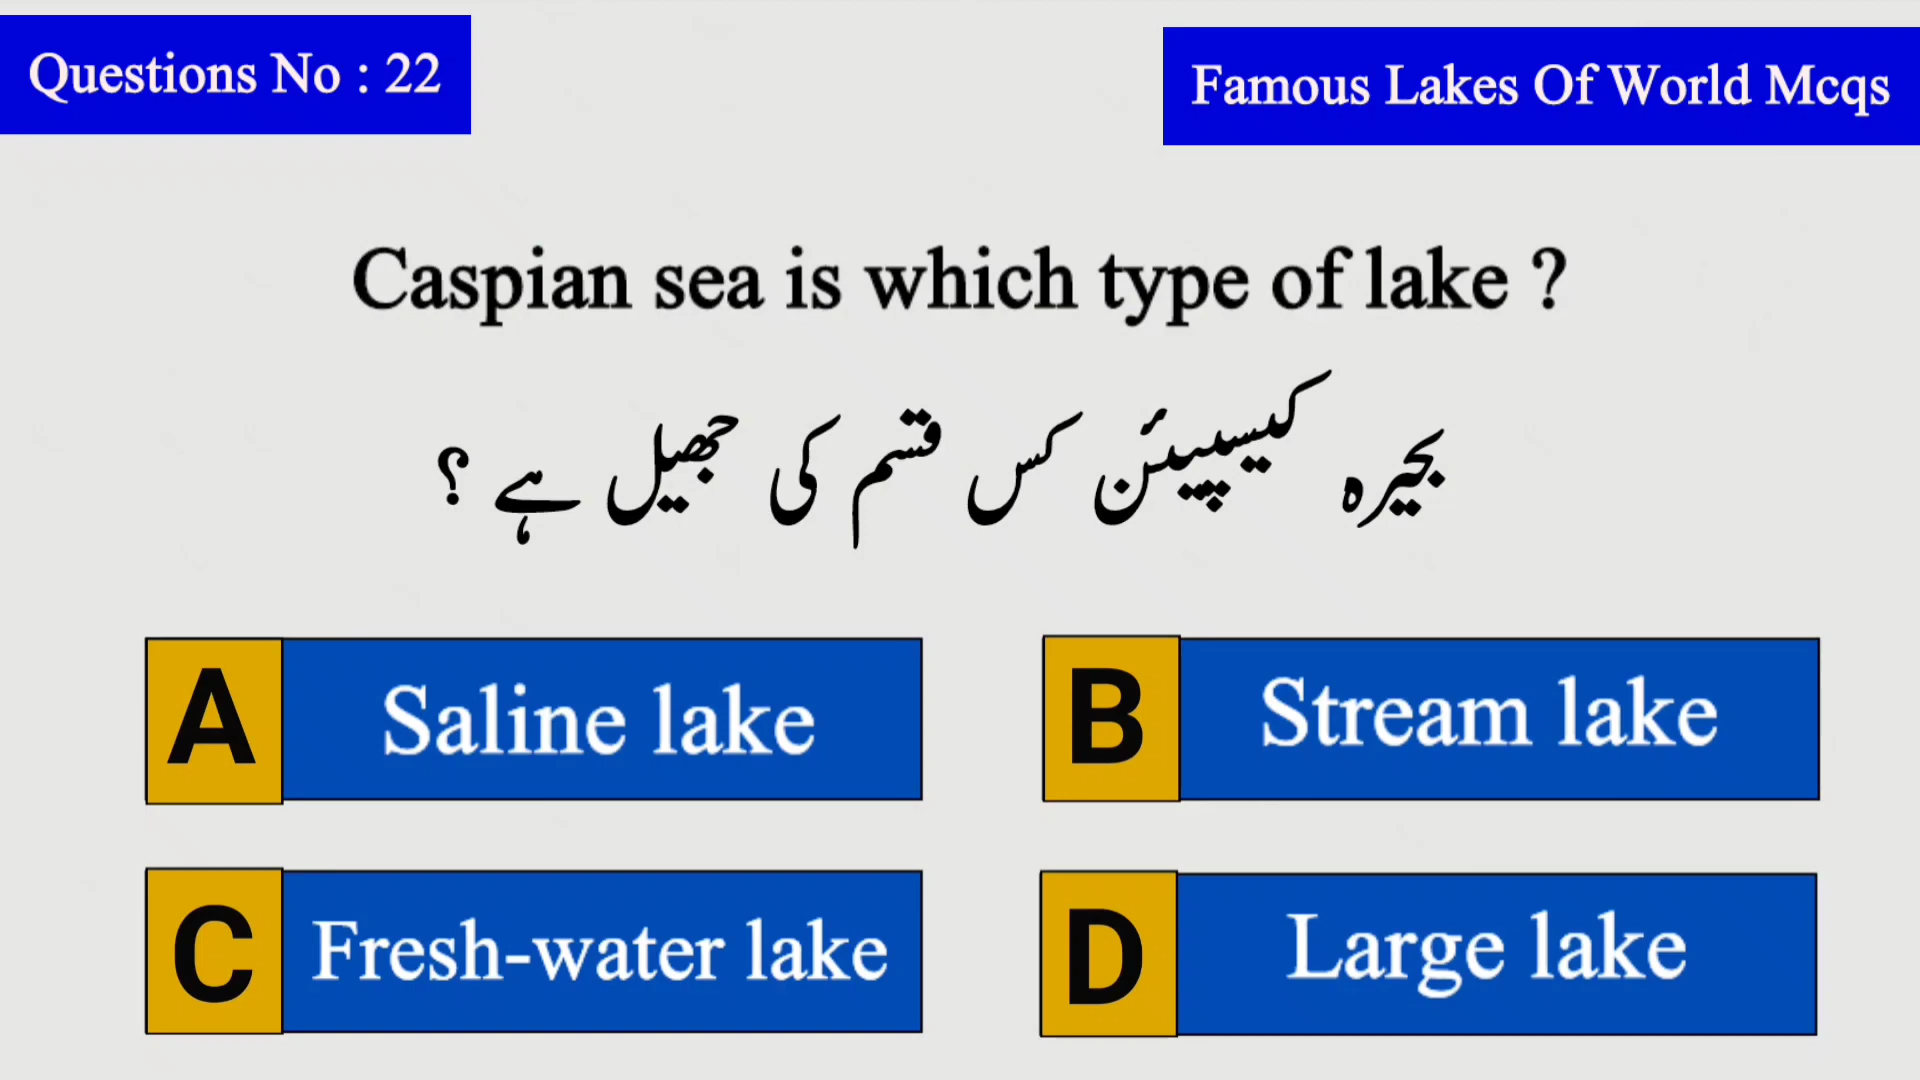 Questions No : 22
Famous Lakes Of World Mcqs
Caspian sea is which type of lake ?
بحیرہ کیسپیئن کس قسم کی جھیل ہے ؟
A Saline lake
B Stream lake
C Fresh-water lake
D Large lake